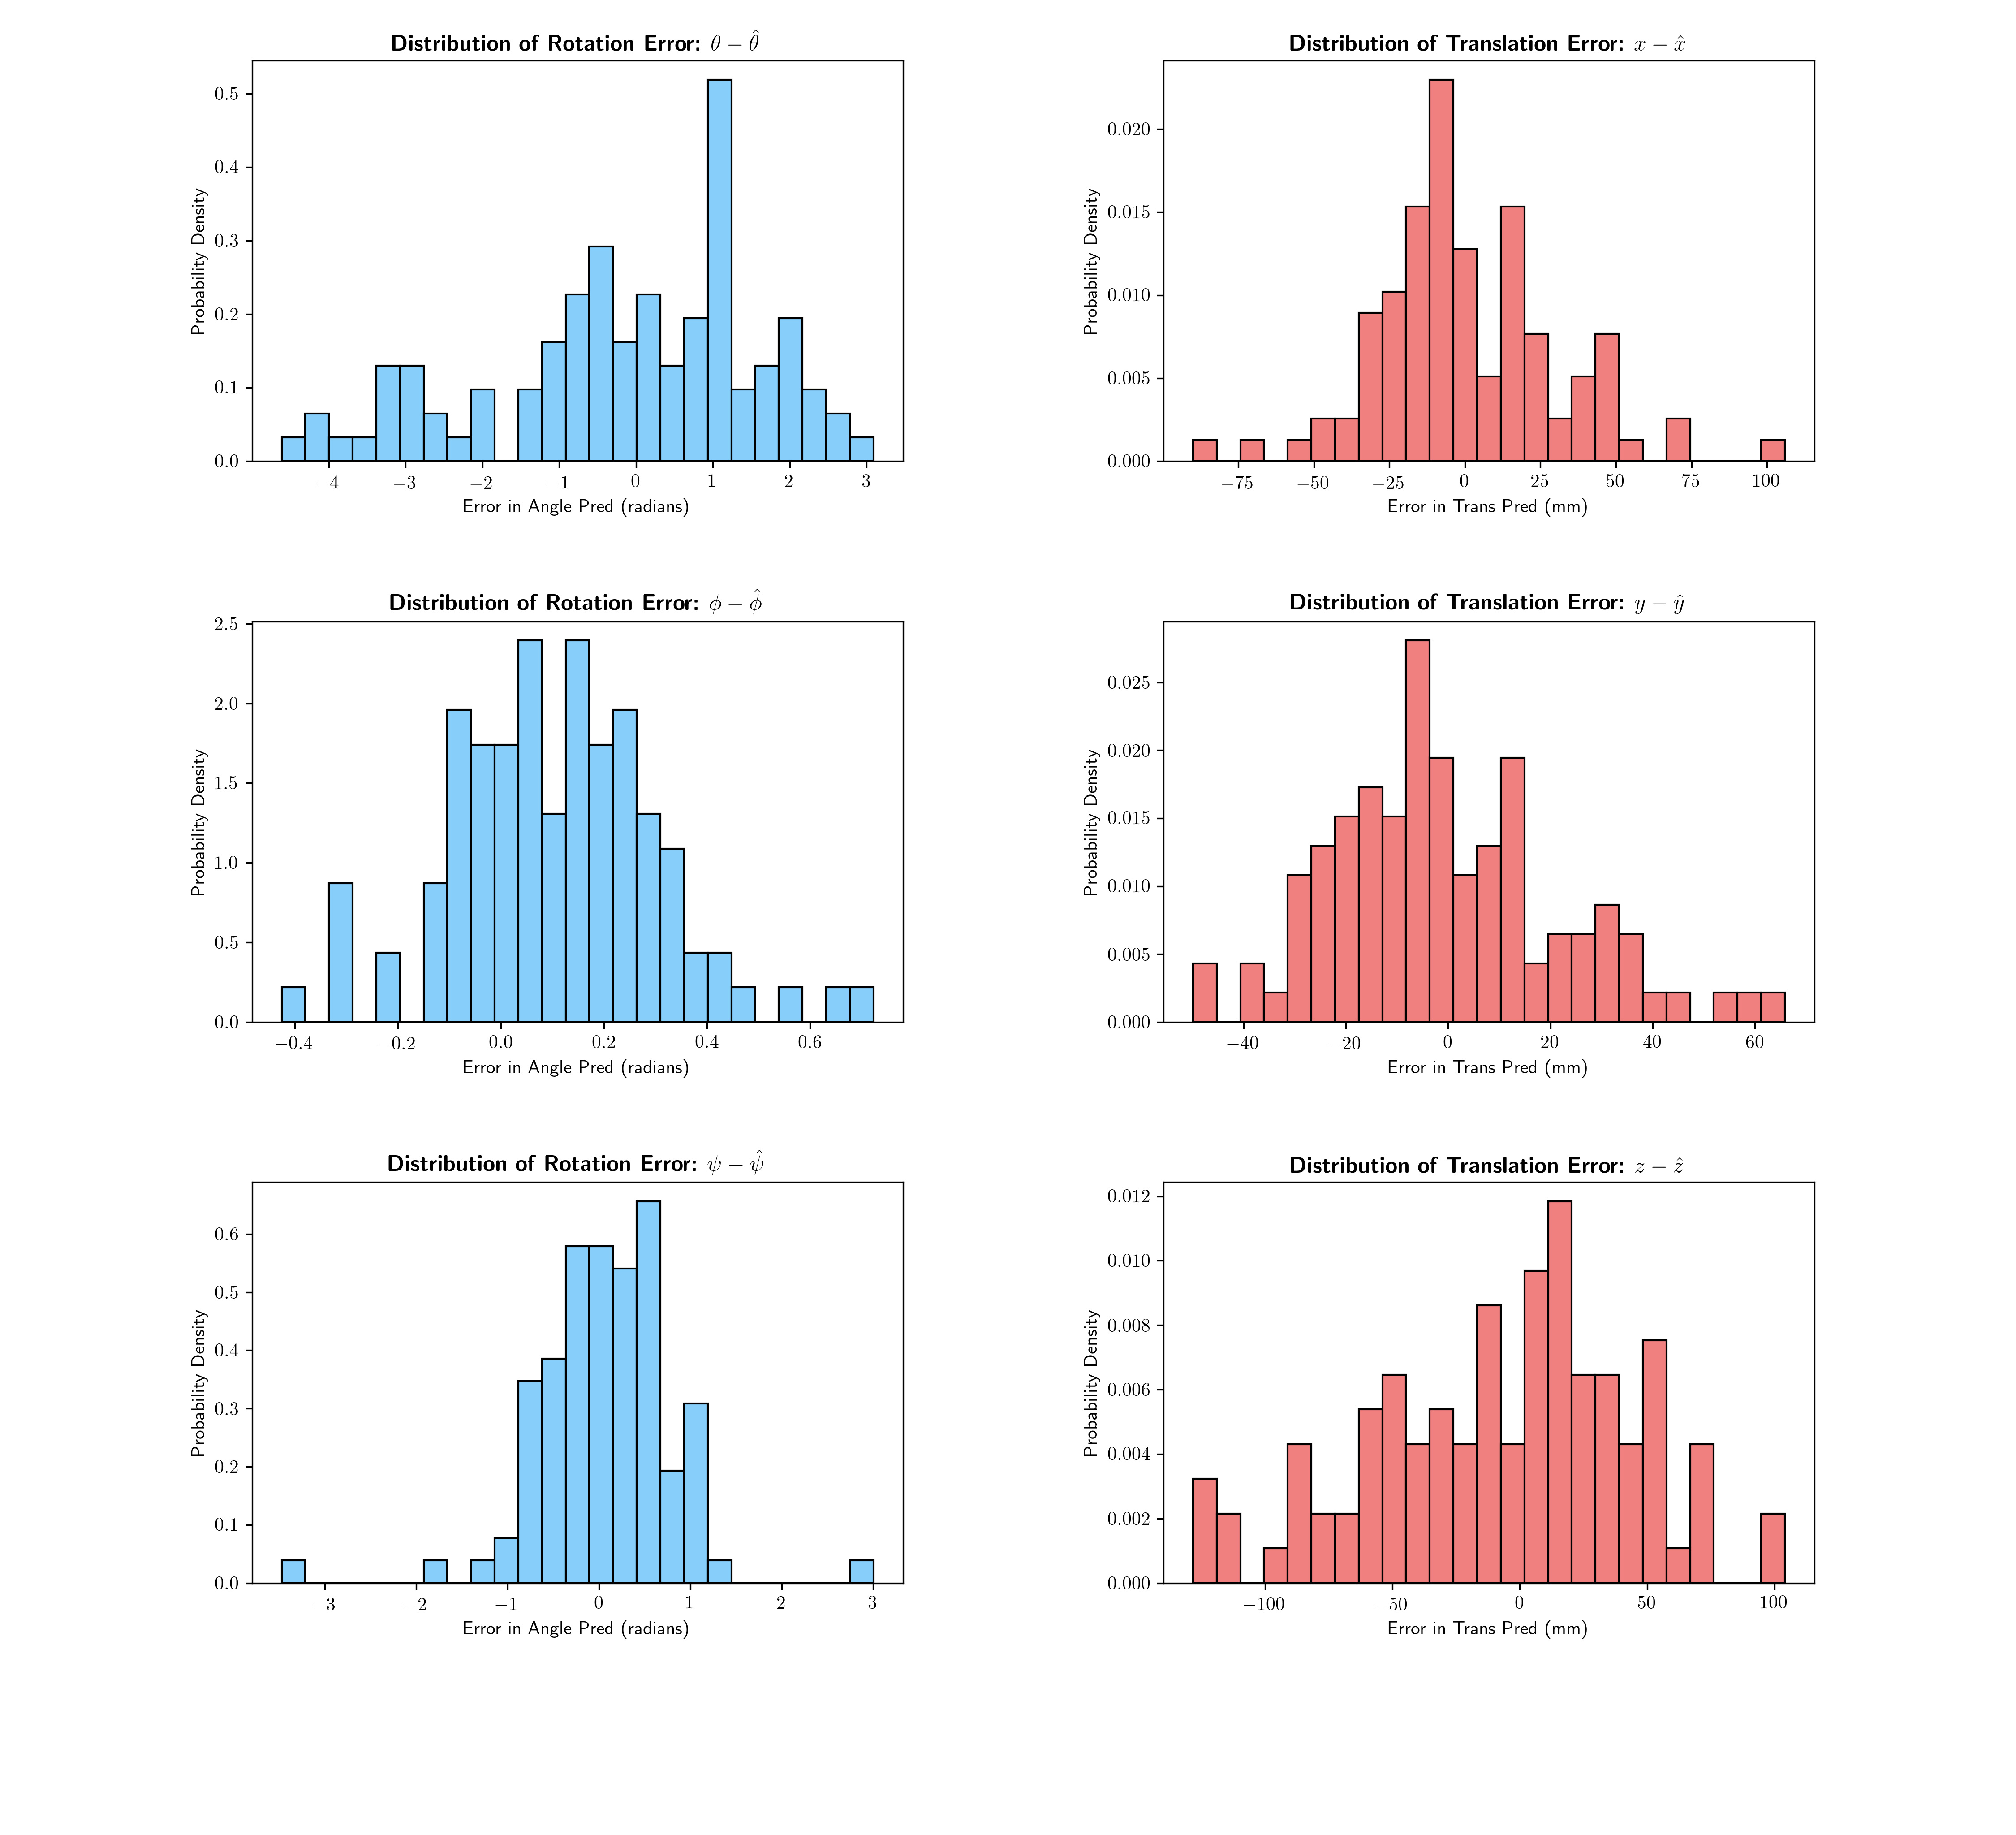 Distribution of Rotation Error: θ − θ̂
0.5
0.4
0.3
0.2
0.1
0.0
Probability Density
−4 −3 −2 −1 0 1 2 3
Error in Angle Pred (radians)
Distribution of Translation Error: x − x̂
0.020
0.015
0.010
0.005
0.000
Probability Density
−75 −50 −25 0 25 50 75 100
Error in Trans Pred (mm)
Distribution of Rotation Error: ϕ − ϕ̂
2.5
2.0
1.5
1.0
0.5
0.0
Probability Density
−0.4 −0.2 0.0 0.2 0.4 0.6
Error in Angle Pred (radians)
Distribution of Translation Error: y − ŷ
0.025
0.020
0.015
0.010
0.005
0.000
Probability Density
−40 −20 0 20 40 60
Error in Trans Pred (mm)
Distribution of Rotation Error: ψ − ψ̂
0.6
0.5
0.4
0.3
0.2
0.1
0.0
Probability Density
−3 −2 −1 0 1 2 3
Error in Angle Pred (radians)
Distribution of Translation Error: z − ẑ
0.012
0.010
0.008
0.006
0.004
0.002
0.000
Probability Density
−100 −50 0 50 100
Error in Trans Pred (mm)